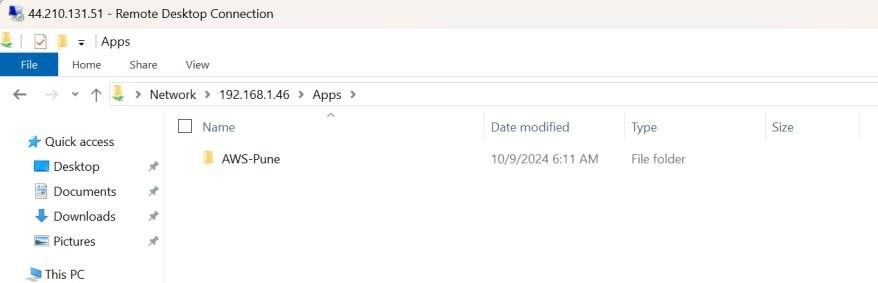 44.210.131.51 - Remote Desktop Connection
Apps
File Home Share View
Network > 192.168.1.46 > Apps >
Name Date modified Type Size
Quick access
AWS-Pune 10/9/2024 6:11 AM File folder
Desktop
Documents
Downloads
Pictures
This PC